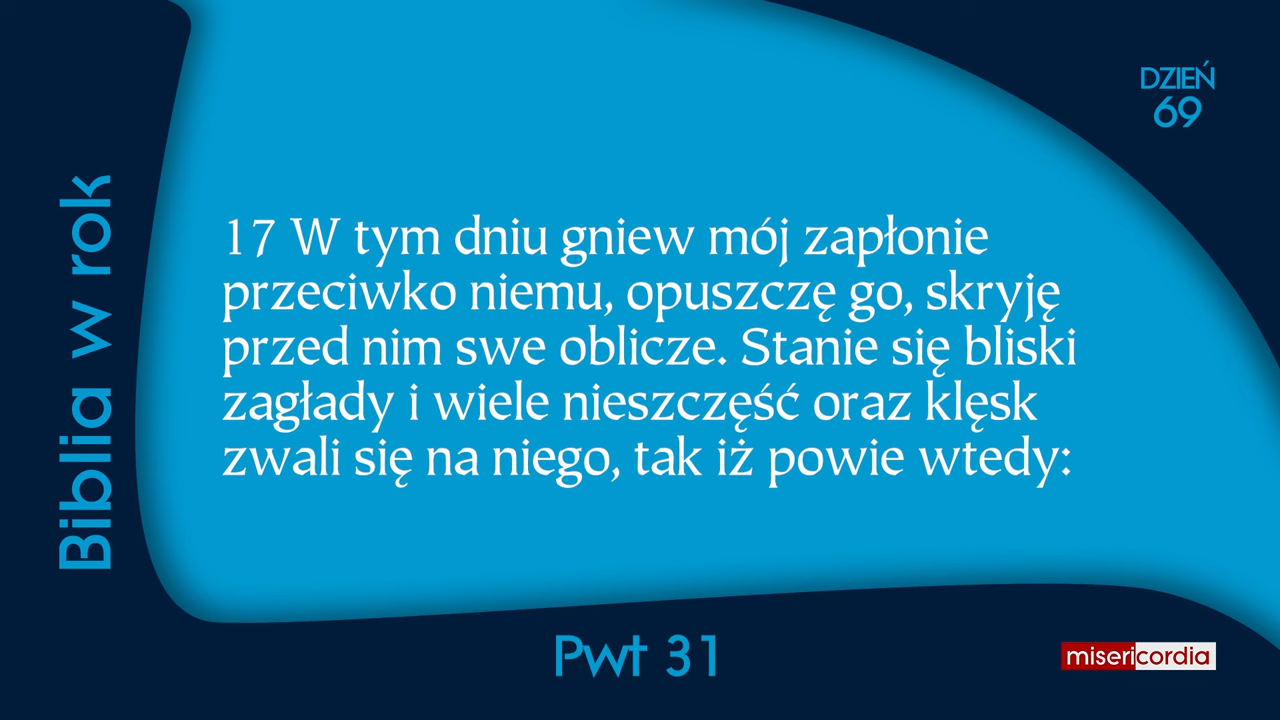 DZIEŃ
69
Biblia w rok
17 W tym dniu gniew mój zapłonie
przeciwko niemu, opuszczę go, skryję
przed nim swe oblicze. Stanie się bliski
zagłady i wiele nieszczęść oraz klęsk
zwali się na niego, tak iż powie wtedy:
Pwt 31
misericordia